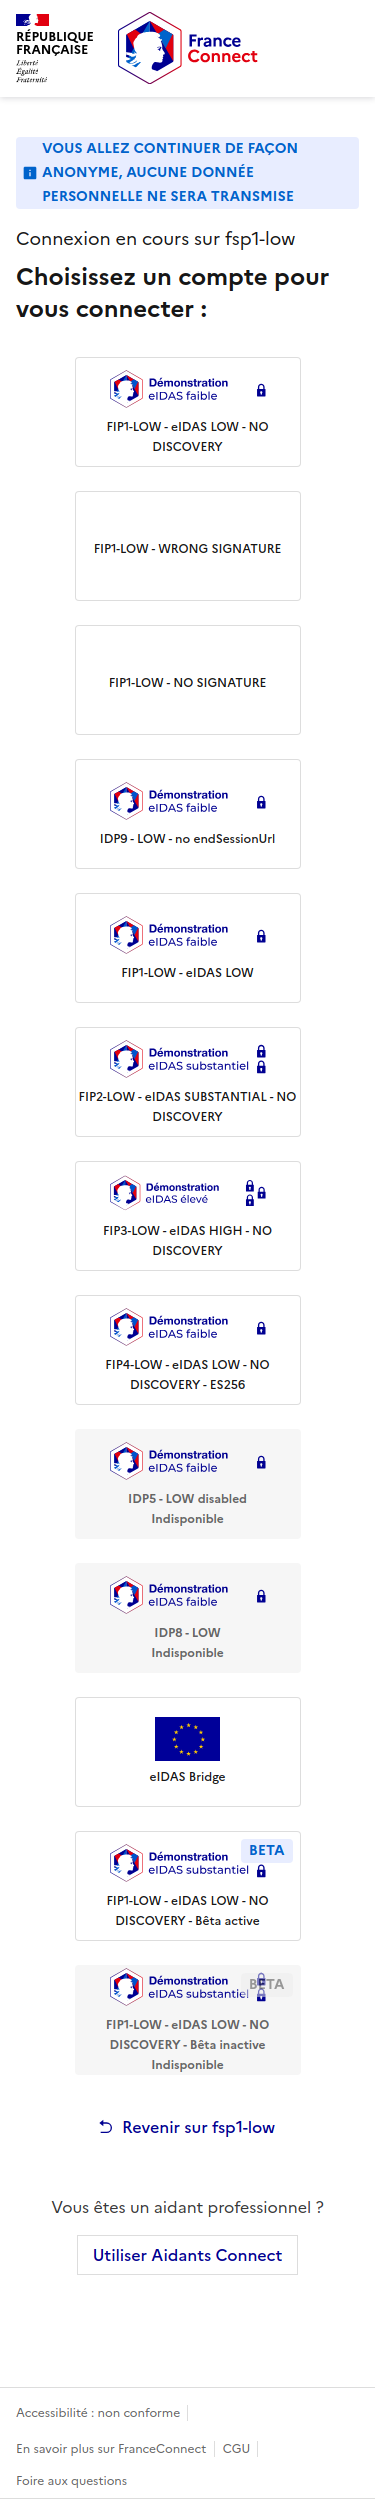 RÉPUBLIQUE
FRANÇAISE
Liberté
Égalité
Fraternité
France
Connect
VOUS ALLEZ CONTINUER DE FAÇON
ANONYME, AUCUNE DONNÉE
PERSONNELLE NE SERA TRANSMISE
Connexion en cours sur fsp1-low
Choisissez un compte pour
vous connecter :
Démonstration
eIDAS faible
FIP1-LOW - eIDAS LOW - NO
DISCOVERY
FIP1-LOW - WRONG SIGNATURE
FIP1-LOW - NO SIGNATURE
Démonstration
eIDAS faible
IDP9 - LOW - no endSessionUrl
Démonstration
eIDAS faible
FIP1-LOW - eIDAS LOW
Démonstration
eIDAS substantiel
FIP2-LOW - eIDAS SUBSTANTIAL - NO
DISCOVERY
Démonstration
eIDAS élevé
FIP3-LOW - eIDAS HIGH - NO
DISCOVERY
Démonstration
eIDAS faible
FIP4-LOW - eIDAS LOW - NO
DISCOVERY - ES256
Démonstration
eIDAS faible
IDP5 - LOW disabled
Indisponible
Démonstration
eIDAS faible
IDP8 - LOW
Indisponible
eIDAS Bridge
BETA
Démonstration
eIDAS substantiel
FIP1-LOW - eIDAS LOW - NO
DISCOVERY - Bêta active
BETA
Démonstration
eIDAS substantiel
FIP1-LOW - eIDAS LOW - NO
DISCOVERY - Bêta inactive
Indisponible
Revenir sur fsp1-low
Vous êtes un aidant professionnel ?
Utiliser Aidants Connect
Accessibilité : non conforme
En savoir plus sur FranceConnect
CGU
Foire aux questions